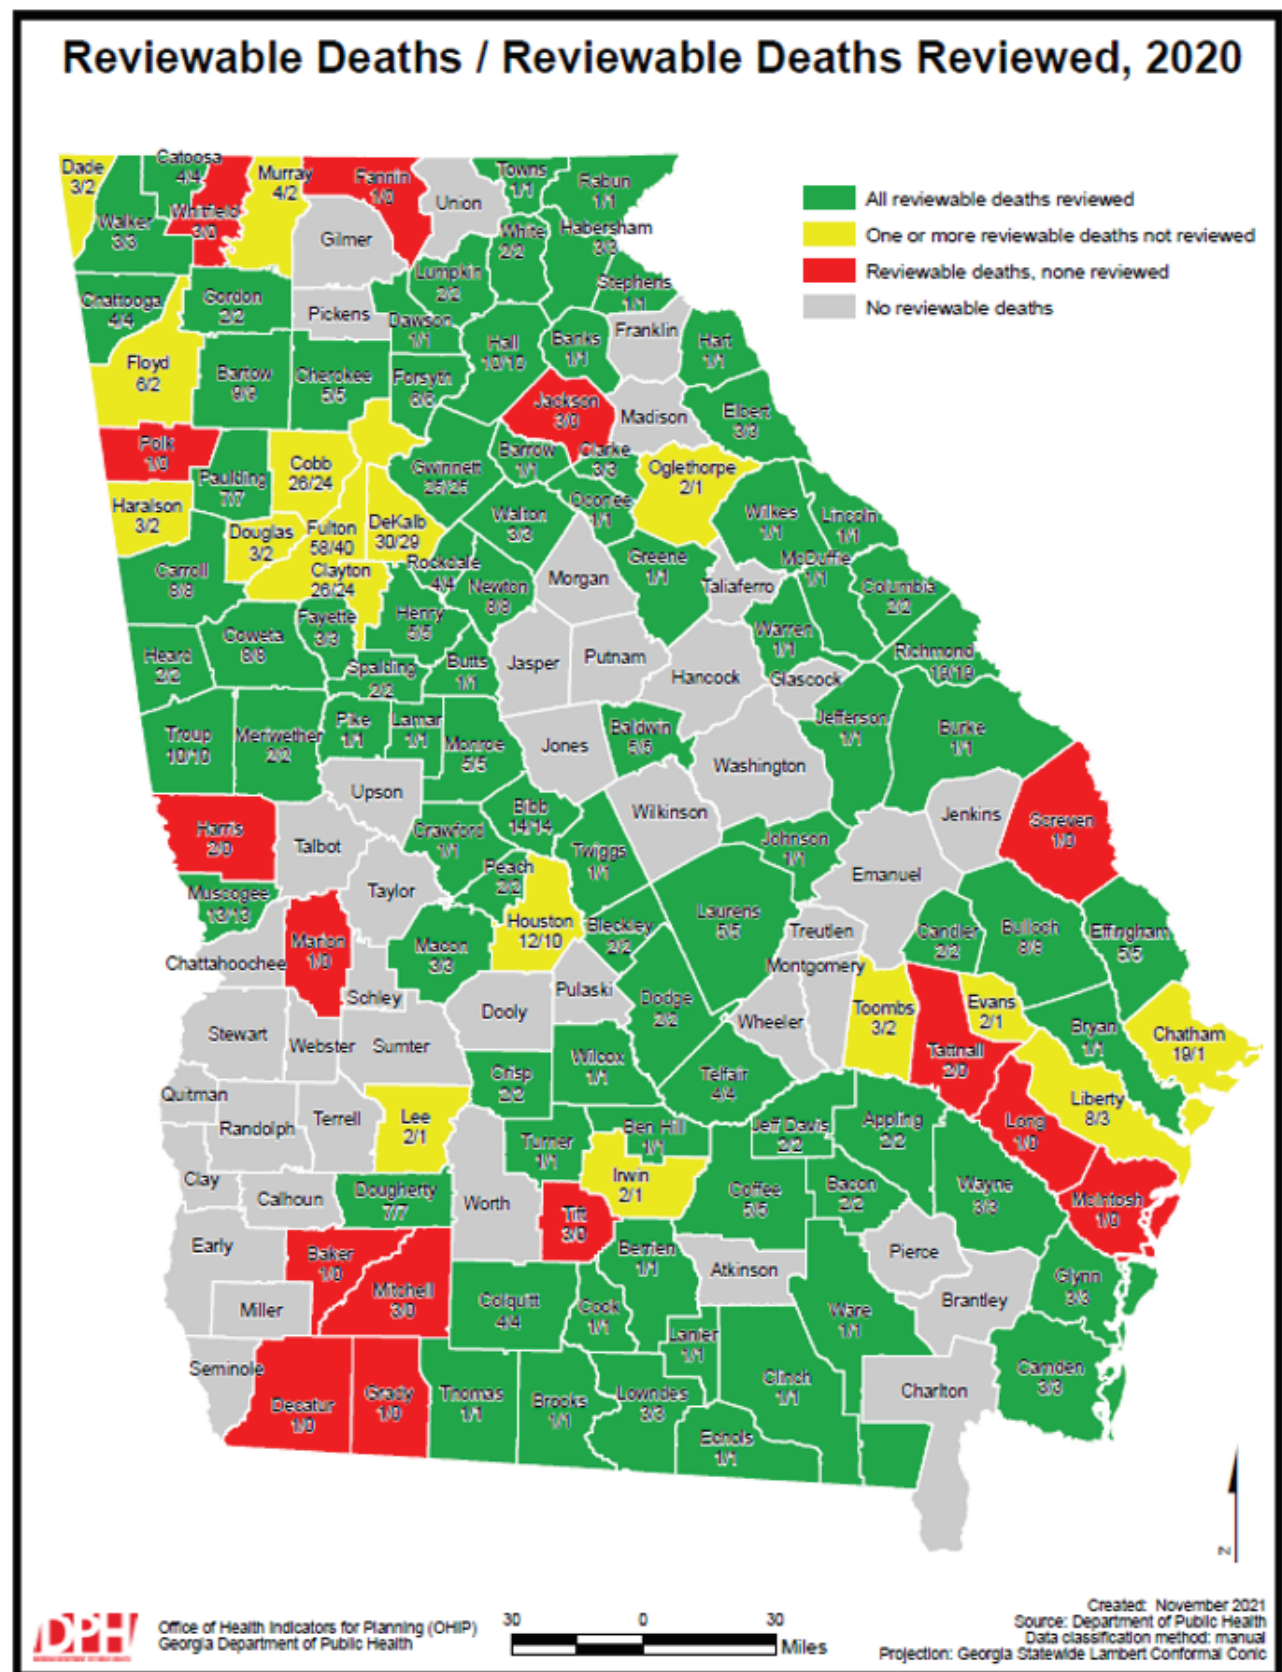 Reviewable Deaths / Reviewable Deaths Reviewed, 2020
All reviewable deaths reviewed
One or more reviewable deaths not reviewed
Reviewable deaths, none reviewed
No reviewable deaths
Dade
3/2
Catoosa
4/4
Walker
3/3
Whitfield
3/0
Murray
4/2
Fannin
1/0
Gilmer
Union
Towns
1/1
Rabun
1/1
White
2/2
Habersham
3/3
Lumpkin
2/2
Stephens
1/1
Chattooga
4/4
Gordon
2/2
Pickens
Dawson
1/1
Hall
10/10
Banks
1/1
Franklin
Hart
1/1
Floyd
6/2
Bartow
9/9
Cherokee
5/5
Forsyth
Jackson
3/0
Madison
Elbert
3/3
Polk
1/0
Paulding
7/7
Cobb
26/24
Gwinnett
25/25
Barrow
1/1
Clarke
3/3
Oglethorpe
2/1
Haralson
3/2
Douglas
3/2
Fulton
58/40
DeKalb
30/29
Walton
3/3
Oconee
1/1
Wilkes
1/1
Lincoln
1/1
Carroll
8/8
Clayton
26/24
Rockdale
4/4
Newton
8/8
Morgan
Greene
1/1
Taliaferro
McDuffie
1/1
Columbia
2/2
Heard
2/2
Coweta
8/8
Fayette
3/3
Henry
5/5
Spalding
2/2
Butts
1/1
Jasper
Putnam
Hancock
Warren
1/1
Glascock
Richmond
19/19
Troup
10/10
Meriwether
2/2
Pike
1/1
Lamar
1/1
Monroe
5/5
Jones
Baldwin
5/5
Washington
Jefferson
1/1
Burke
1/1
Upson
Harris
2/0
Talbot
Crawford
1/1
Bibb
14/14
Twiggs
1/1
Wilkinson
Johnson
1/1
Jenkins
Screven
1/0
Muscogee
13/13
Taylor
Peach
2/2
Houston
12/10
Bleckley
2/2
Laurens
5/5
Emanuel
Treutlen
Candler
2/2
Bulloch
8/8
Effingham
5/5
Chattahoochee
Marion
1/0
Macon
3/3
Schley
Dooly
Pulaski
Dodge
2/2
Montgomery
Wheeler
Toombs
3/2
Tattnall
2/0
Evans
2/1
Bryan
1/1
Chatham
19/1
Stewart
Webster
Sumter
Crisp
2/2
Wilcox
1/1
Telfair
4/4
Quitman
Randolph
Terrell
Lee
2/1
Turner
1/1
Ben Hill
1/1
Jeff Davis
2/2
Appling
2/2
Long
1/0
Liberty
8/3
Clay
Calhoun
Dougherty
7/7
Worth
Tift
3/0
Irwin
2/1
Coffee
5/5
Bacon
2/2
Wayne
3/3
McIntosh
1/0
Early
Baker
1/0
Mitchell
3/0
Berrien
1/1
Atkinson
Pierce
Brantley
Glynn
3/3
Miller
Colquitt
4/4
Cook
1/1
Lanier
1/1
Ware
1/1
Seminole
Decatur
1/0
Grady
1/0
Thomas
1/1
Brooks
1/1
Lowndes
3/3
Echols
1/1
Clinch
1/1
Charlton
Camden
3/3
N
DPH
Office of Health Indicators for Planning (OHIP)
Georgia Department of Public Health
30 0 30
Miles
Created: November 2021
Source: Department of Public Health
Data classification method: manual
Projection: Georgia Statewide Lambert Conformal Conic